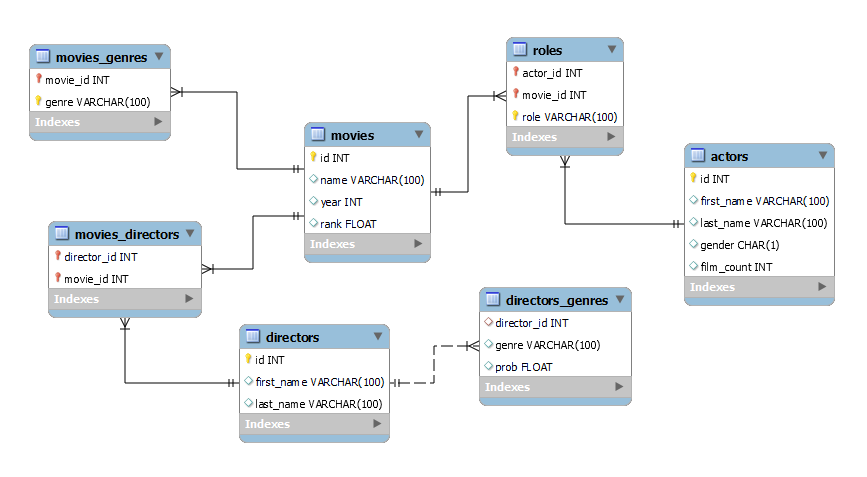 movies_genres
movie_id INT
genre VARCHAR(100)
Indexes
movies
id INT
name VARCHAR(100)
year INT
rank FLOAT
Indexes
roles
actor_id INT
movie_id INT
role VARCHAR(100)
Indexes
actors
id INT
first_name VARCHAR(100)
last_name VARCHAR(100)
gender CHAR(1)
film_count INT
Indexes
movies_directors
director_id INT
movie_id INT
Indexes
directors
id INT
first_name VARCHAR(100)
last_name VARCHAR(100)
Indexes
directors_genres
director_id INT
genre VARCHAR(100)
prob FLOAT
Indexes